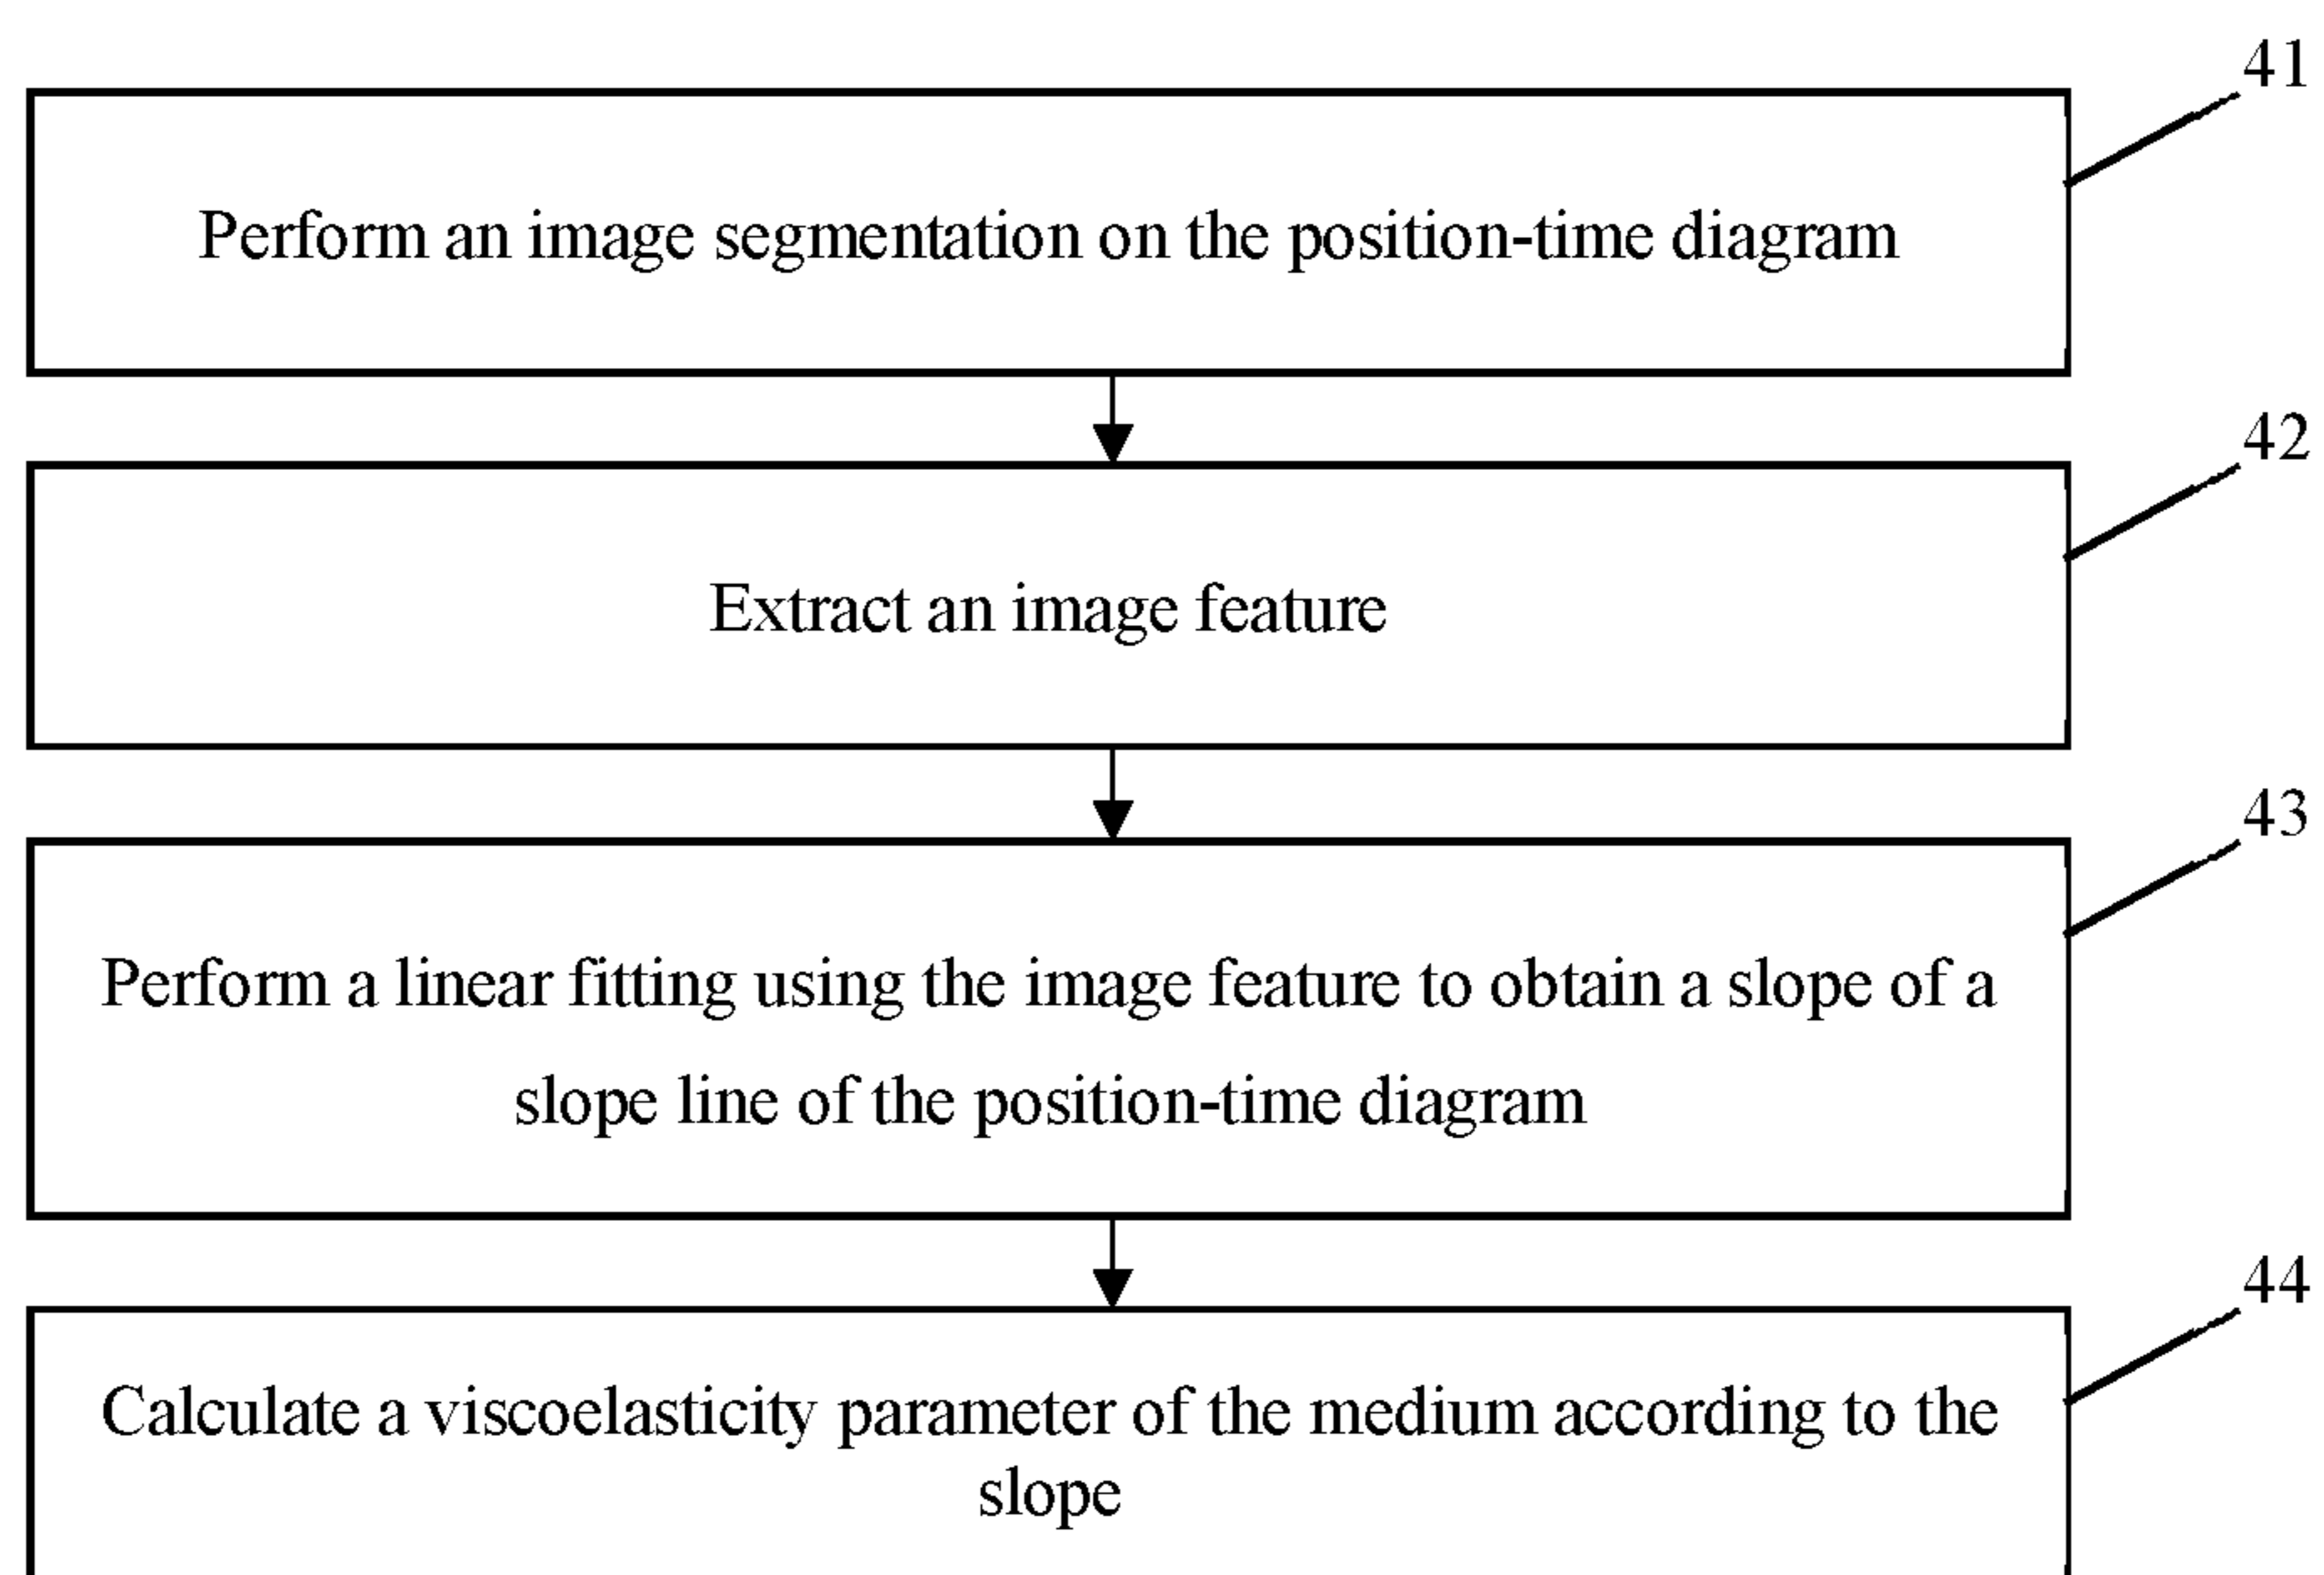 41
Perform an image segmentation on the position-time diagram
42
Extract an image feature
43
Perform a linear fitting using the image feature to obtain a slope of a
slope line of the position-time diagram
44
Calculate a viscoelasticity parameter of the medium according to the
slope